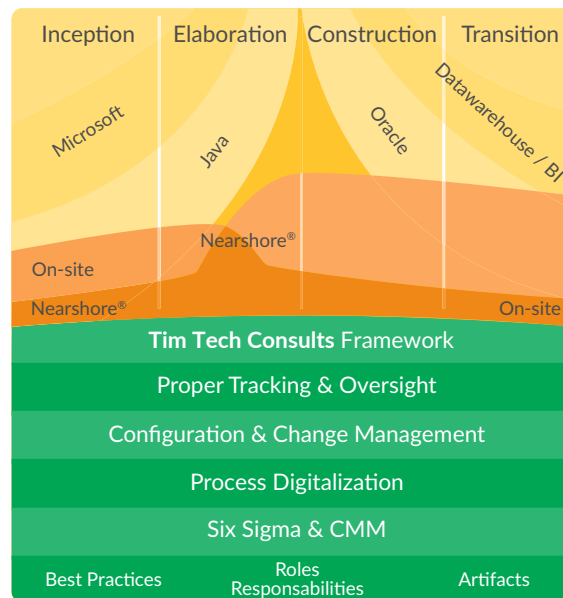 Inception Elaboration Construction Transition
Microsoft
Java
Oracle
Datawarehouse / BI
Nearshore®
On-site
Nearshore®
On-site
Tim Tech Consults Framework
Proper Tracking & Oversight
Configuration & Change Management
Process Digitalization
Six Sigma & CMM
Best Practices
Roles
Responsabilities
Artifacts